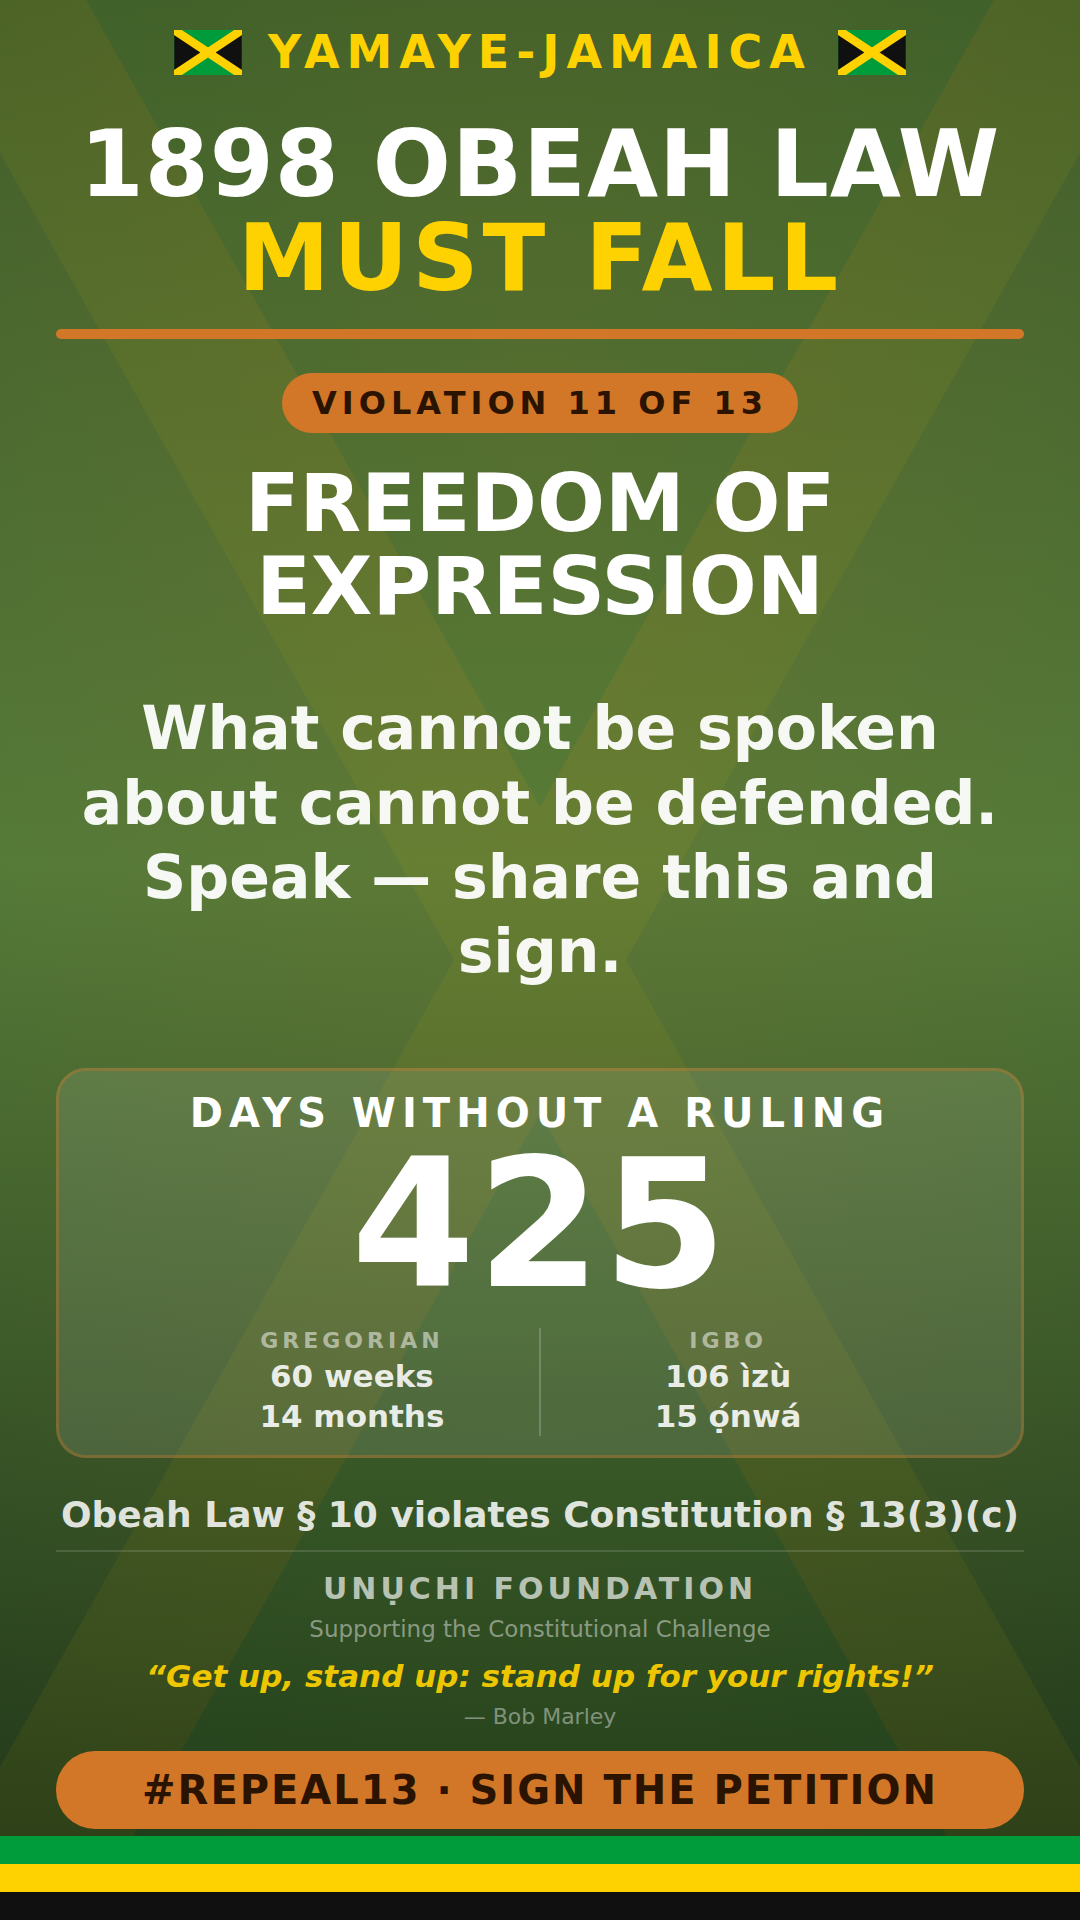 YAMAYE-JAMAICA
1898 OBEAH LAW
MUST FALL
VIOLATION 11 OF 13
FREEDOM OF
EXPRESSION
What cannot be spoken
about cannot be defended.
Speak — share this and
sign.
DAYS WITHOUT A RULING
425
GREGORIAN
60 weeks
14 months
IGBO
106 ìzù
15 ọ́nwá
Obeah Law § 10 violates Constitution § 13(3)(c)
UNỤCHI FOUNDATION
Supporting the Constitutional Challenge
“Get up, stand up: stand up for your rights!”
— Bob Marley
#REPEAL13 · SIGN THE PETITION